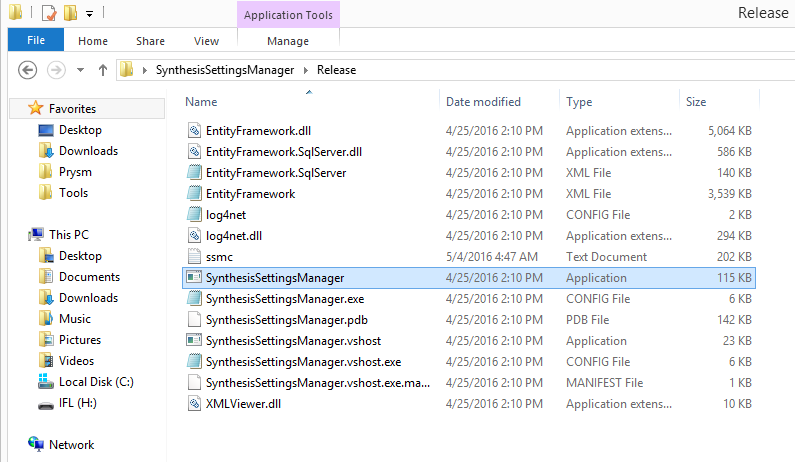 Application Tools
Release
File Home Share View Manage
SynthesisSettingsManager Release
Name Date modified Type Size
Favorites
Desktop
Downloads
Prysm
Tools
This PC
Desktop
Documents
Downloads
Music
Pictures
Videos
Local Disk (C:)
IFL (H:)
Network
EntityFramework.dll 4/25/2016 2:10 PM Application extens... 5,064 KB
EntityFramework.SqlServer.dll 4/25/2016 2:10 PM Application extens... 586 KB
EntityFramework.SqlServer 4/25/2016 2:10 PM XML File 140 KB
EntityFramework 4/25/2016 2:10 PM XML File 3,539 KB
log4net 4/25/2016 2:10 PM CONFIG File 2 KB
log4net.dll 4/25/2016 2:10 PM Application extens... 294 KB
ssmc 5/4/2016 4:47 AM Text Document 202 KB
SynthesisSettingsManager 4/25/2016 2:10 PM Application 115 KB
SynthesisSettingsManager.exe 4/25/2016 2:10 PM CONFIG File 6 KB
SynthesisSettingsManager.pdb 4/25/2016 2:10 PM PDB File 142 KB
SynthesisSettingsManager.vshost 4/25/2016 2:10 PM Application 23 KB
SynthesisSettingsManager.vshost.exe 4/25/2016 2:10 PM CONFIG File 6 KB
SynthesisSettingsManager.vshost.exe.ma... 4/25/2016 2:10 PM MANIFEST File 1 KB
XMLViewer.dll 4/25/2016 2:10 PM Application extens... 10 KB